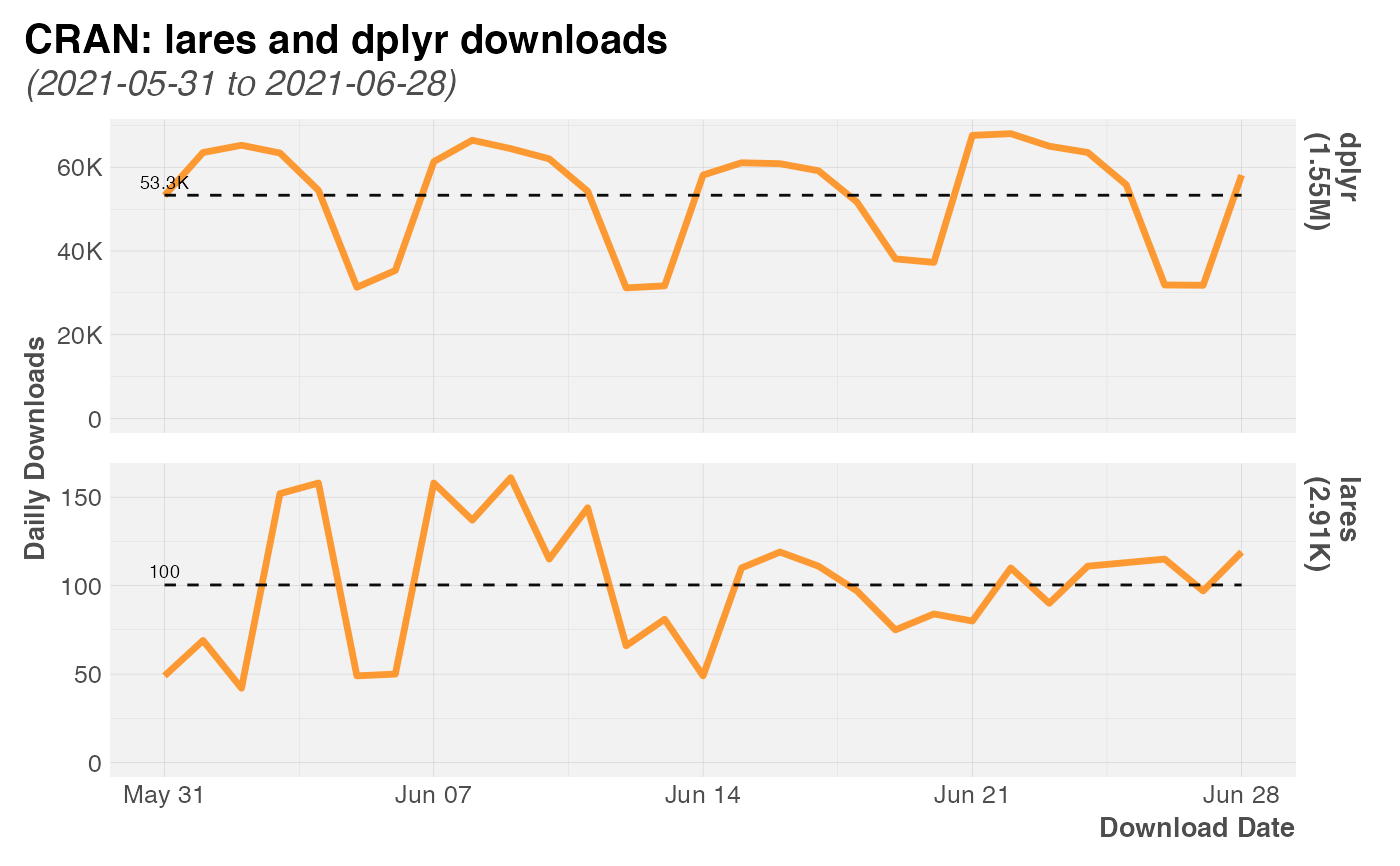 CRAN: lares and dplyr downloads
(2021-05-31 to 2021-06-28)
Dailly Downloads
60K
40K
20K
0
53.3K
dplyr
(1.55M)
150
100
50
0
100
lares
(2.91K)
May 31 Jun 07 Jun 14 Jun 21 Jun 28
Download Date